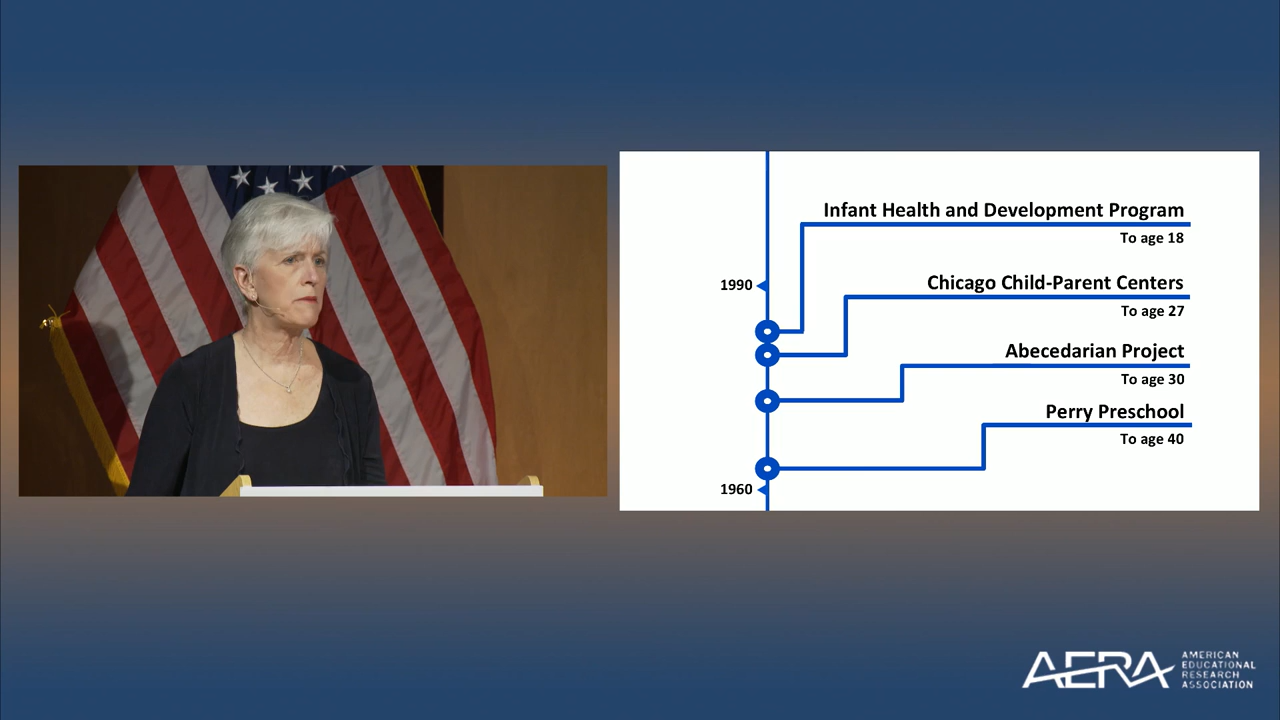 Infant Health and Development Program
To age 18
1990
Chicago Child-Parent Centers
To age 27
Abecedarian Project
To age 30
Perry Preschool
To age 40
1960
AERA
AMERICAN
EDUCATIONAL
RESEARCH
ASSOCIATION